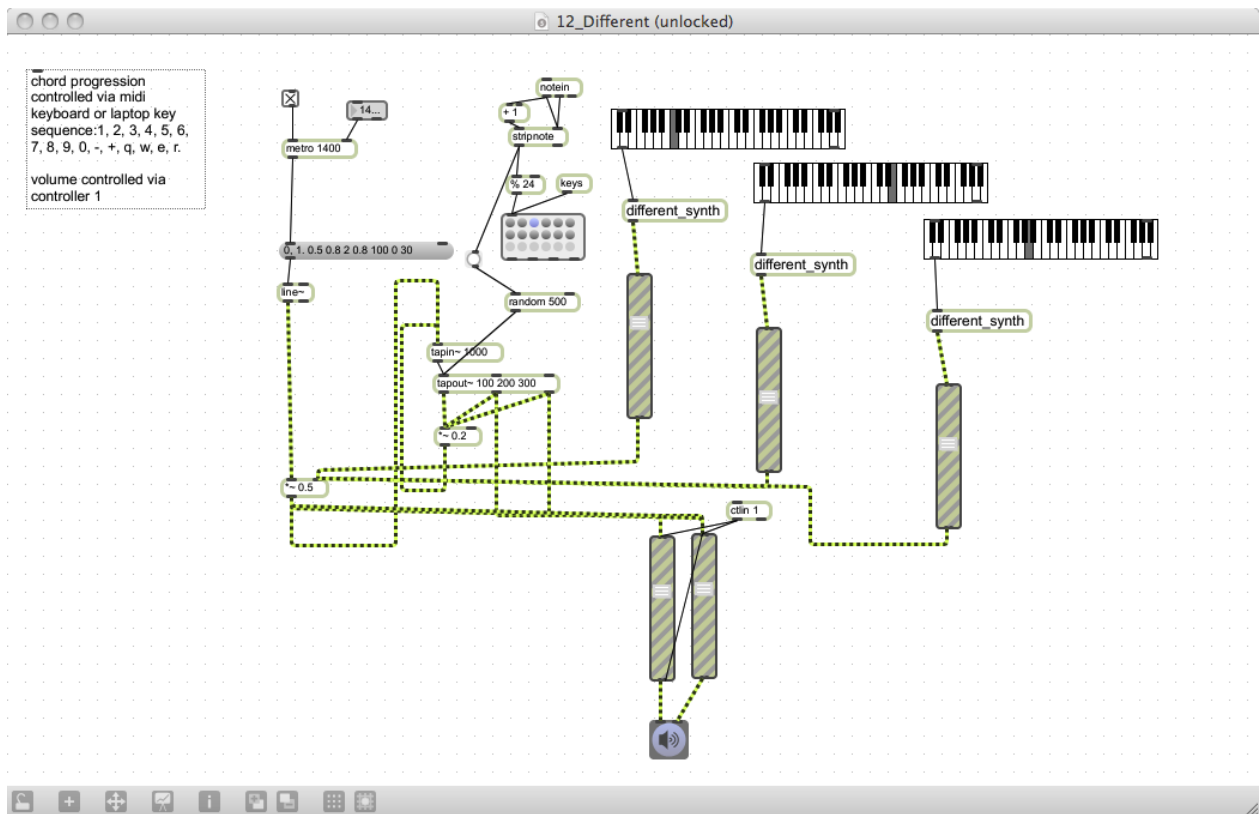 12_Different (unlocked)
chord progression
controlled via midi
keyboard or laptop key
sequence:1, 2, 3, 4, 5, 6,
7, 8, 9, 0, -, +, q, w, e, r.
volume controlled via
controller 1
14...
metro 1400
0, 1. 0.5 0.8 2 0.8 100 0 30
line~
notein
+ 1
stripnote
% 24
keys
random 500
tapin~ 1000
tapout~ 100 200 300
*~ 0.2
*~ 0.5
different_synth
different_synth
different_synth
ctlin 1